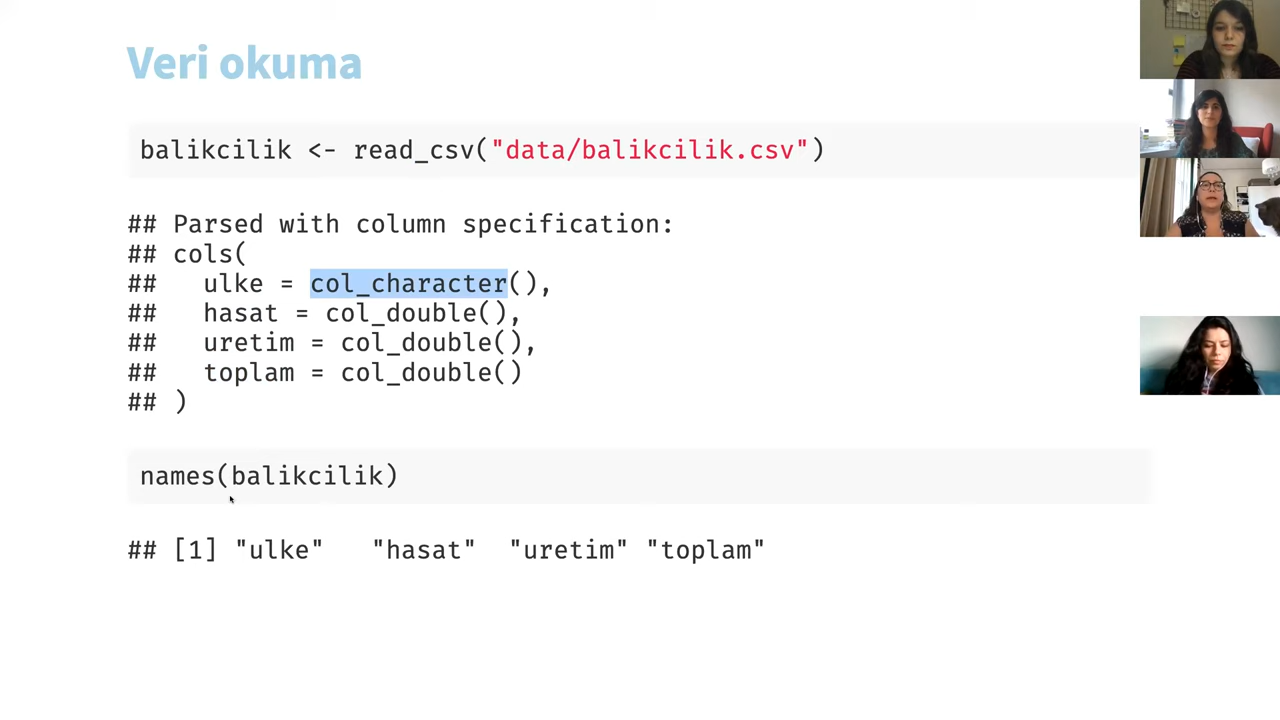 Veri okuma
balikcilik <- read_csv("data/balikcilik.csv")
## Parsed with column specification:
## cols(
##   ulke = col_character(),
##   hasat = col_double(),
##   uretim = col_double(),
##   toplam = col_double()
## )
names(balikcilik)
## [1] "ulke"   "hasat"  "uretim" "toplam"